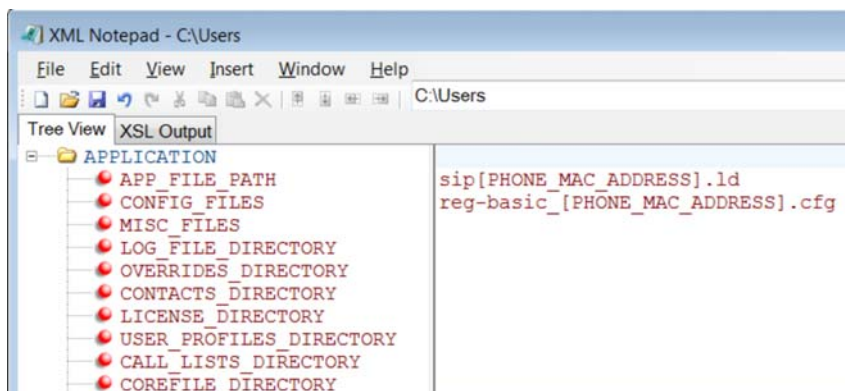 XML Notepad - C:\Users
File Edit View Insert Window Help
C:\Users
Tree View XSL Output
APPLICATION
APP_FILE_PATH sip[PHONE_MAC_ADDRESS].ld
CONFIG_FILES reg-basic_[PHONE_MAC_ADDRESS].cfg
MISC_FILES
LOG_FILE_DIRECTORY
OVERRIDES_DIRECTORY
CONTACTS_DIRECTORY
LICENSE_DIRECTORY
USER_PROFILES_DIRECTORY
CALL_LISTS_DIRECTORY
COREFILE_DIRECTORY